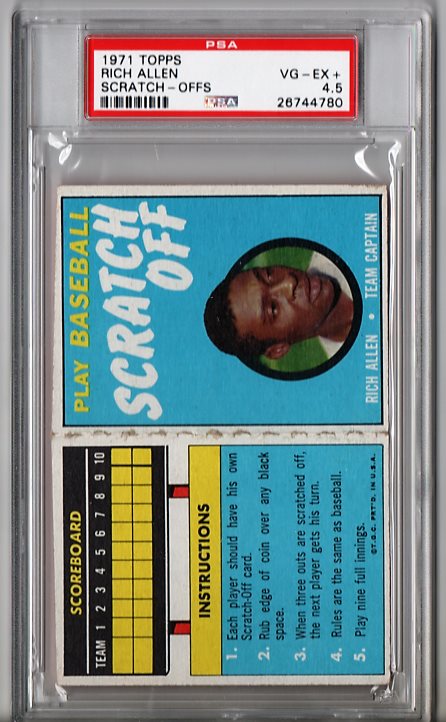 PSA
1971 TOPPS
RICH ALLEN
SCRATCH-OFFS
VG-EX+
4.5
26744780
PSA
PLAY BASEBALL
SCRATCH
OFF
RICH ALLEN • TEAM CAPTAIN
SCOREBOARD
TEAM 1 2 3 4 5 6 7 8 9 10
INSTRUCTIONS
1. Each player should have his own
Scratch-Off card.
2. Rub edge of coin over any black
space.
3. When three outs are scratched off,
the next player gets his turn.
4. Rules are the same as baseball.
5. Play nine full innings.
©T.C.G. PRT'D. IN U.S.A.